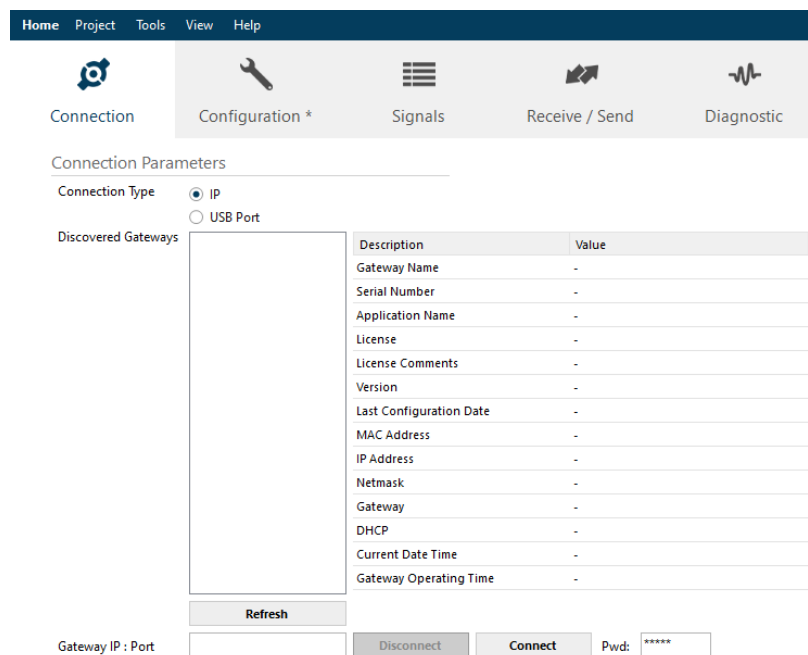 Home Project Tools View Help
Connection Configuration * Signals Receive / Send Diagnostic
Connection Parameters
Connection Type IP
USB Port
Discovered Gateways
Description Value
Gateway Name -
Serial Number -
Application Name -
License -
License Comments -
Version -
Last Configuration Date -
MAC Address -
IP Address -
Netmask -
Gateway -
DHCP -
Current Date Time -
Gateway Operating Time -
Refresh
Gateway IP : Port Disconnect Connect Pwd: *****